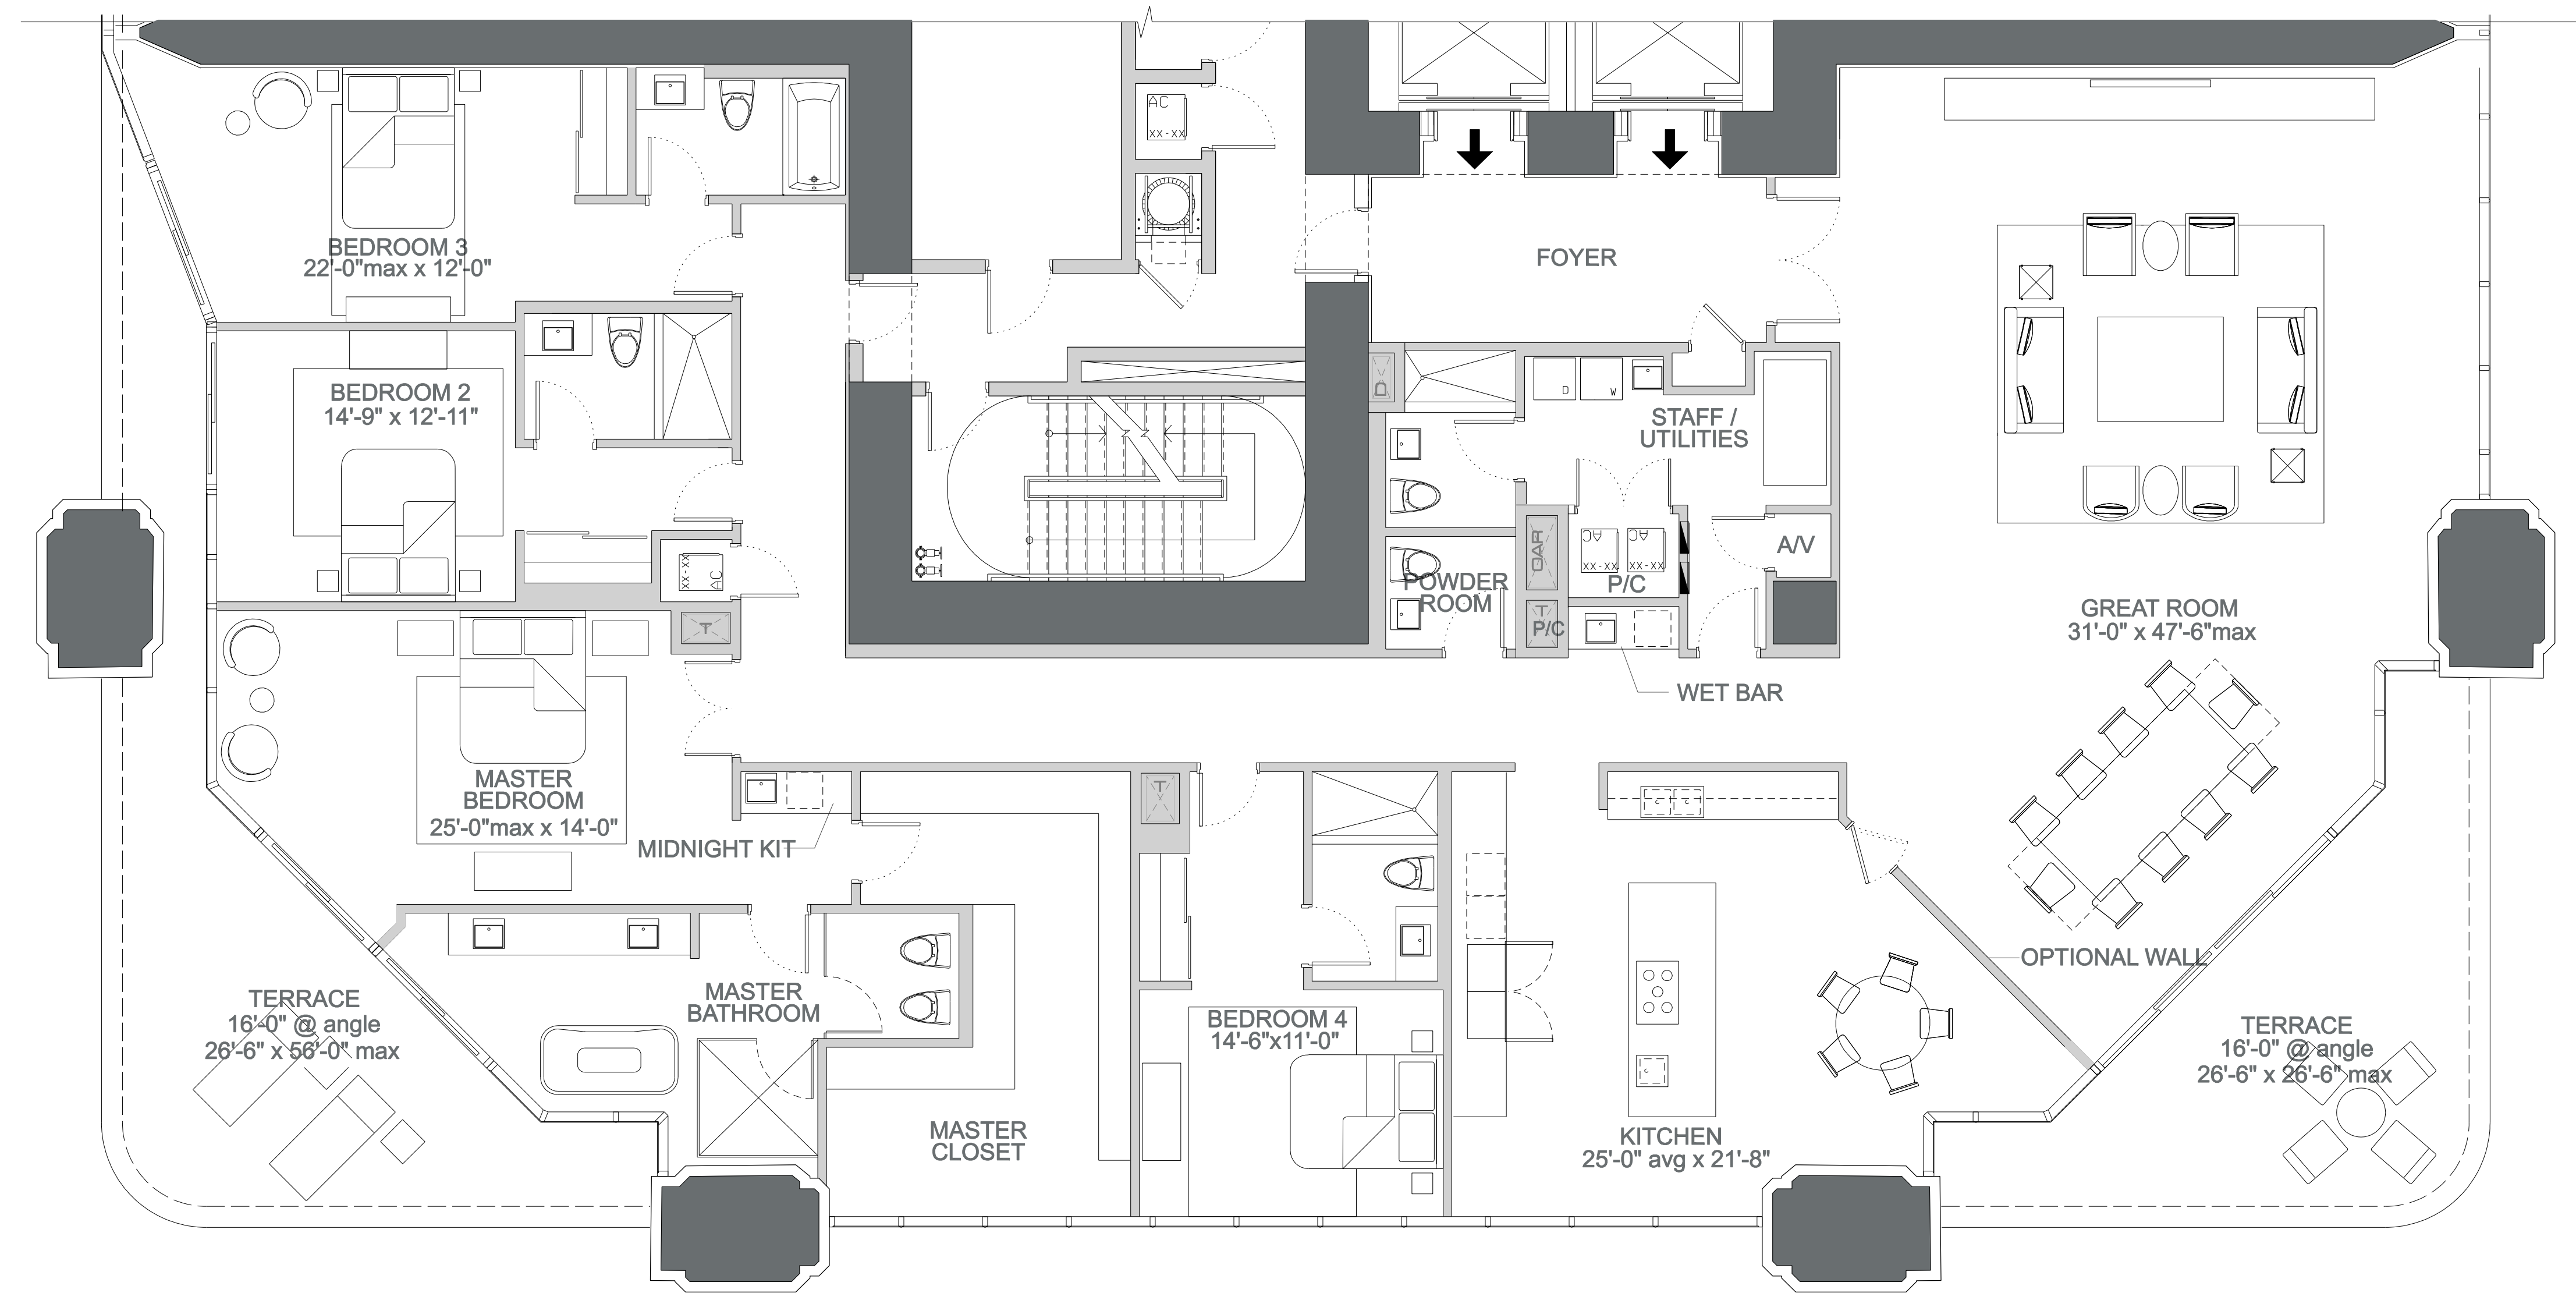 AC
XX-XX
BEDROOM 3
22'-0"max x 12'-0"
FOYER
BEDROOM 2
14'-9" x 12'-11"
D
D
W
STAFF /
UTILITIES
AC
XX-XX
OAR
AC
AC
XX-XX
XX-XX
P/C
A/V
POWDER
ROOM
T
P/C
T
GREAT ROOM
31'-0" x 47'-6"max
WET BAR
MASTER
BEDROOM
25'-0"max x 14'-0"
MIDNIGHT KIT
T
OPTIONAL WALL
MASTER
BATHROOM
TERRACE
16'-0" @ angle
26'-6" x 56'-0" max
BEDROOM 4
14'-6"x11'-0"
TERRACE
16'-0" @ angle
26'-6" x 26'-6" max
MASTER
CLOSET
KITCHEN
25'-0" avg x 21'-8"